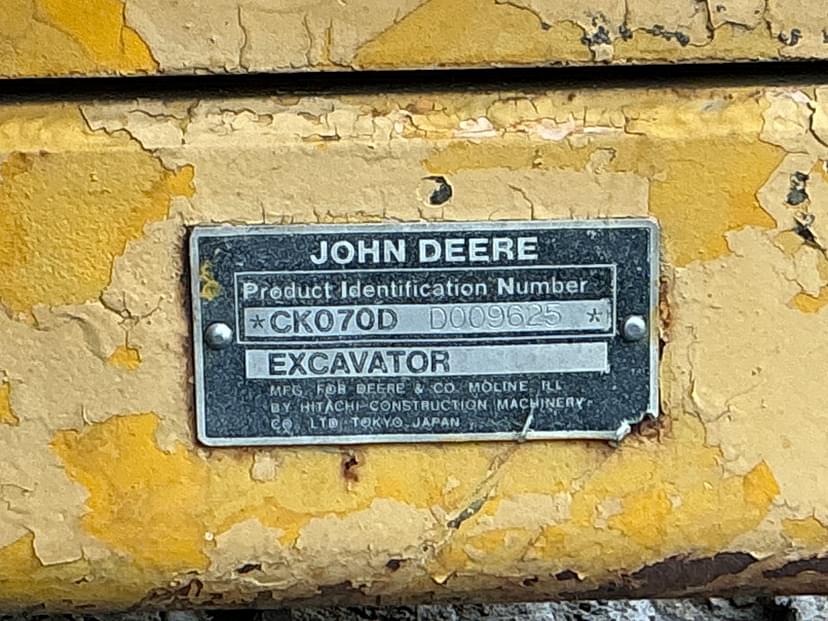 JOHN DEERE
Product Identification Number
*CK070D D009625 *
EXCAVATOR
MFG. FOR DEERE & CO. MOLINE ILL
BY HITACHI CONSTRUCTION MACHINERY
CO. LTD. TOKYO, JAPAN